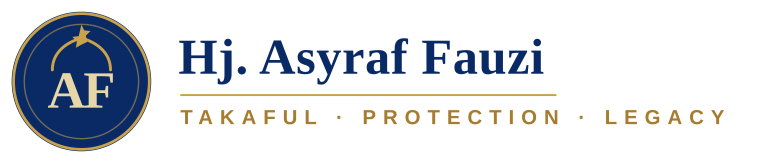 AF
Hj. Asyraf Fauzi
TAKAFUL · PROTECTION · LEGACY